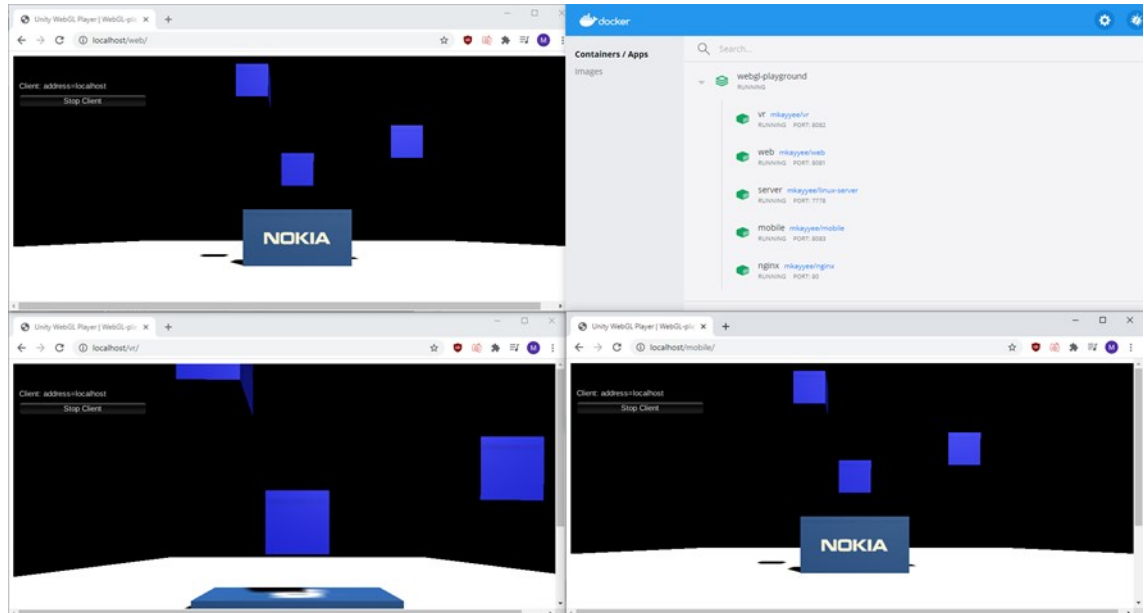 Unity WebGL Player | WebGL-pla
localhost/web/
M
Client: address=localhost
Stop Client
NOKIA
docker
Containers / Apps
Images
Search...
webgl-playground
RUNNING
vr mkayyee/vr
RUNNING PORT: 8082
web mkayyee/web
RUNNING PORT: 8081
server mkayyee/linux-server
RUNNING PORT: 7778
mobile mkayyee/mobile
RUNNING PORT: 8083
nginx mkayyee/nginx
RUNNING PORT: 80
Unity WebGL Player | WebGL-pla
localhost/vr/
M
Client: address=localhost
Stop Client
Unity WebGL Player | WebGL-pla
localhost/mobile/
M
Client: address=localhost
Stop Client
NOKIA